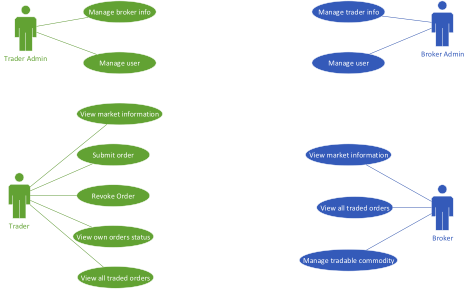 Manage broker info
Manage trader info
Trader Admin
Broker Admin
Manage user
Manage user
View market information
Submit order
View market information
Revoke Order
View all traded orders
Trader
Broker
View own orders status
Manage tradable commodity
View all traded orders